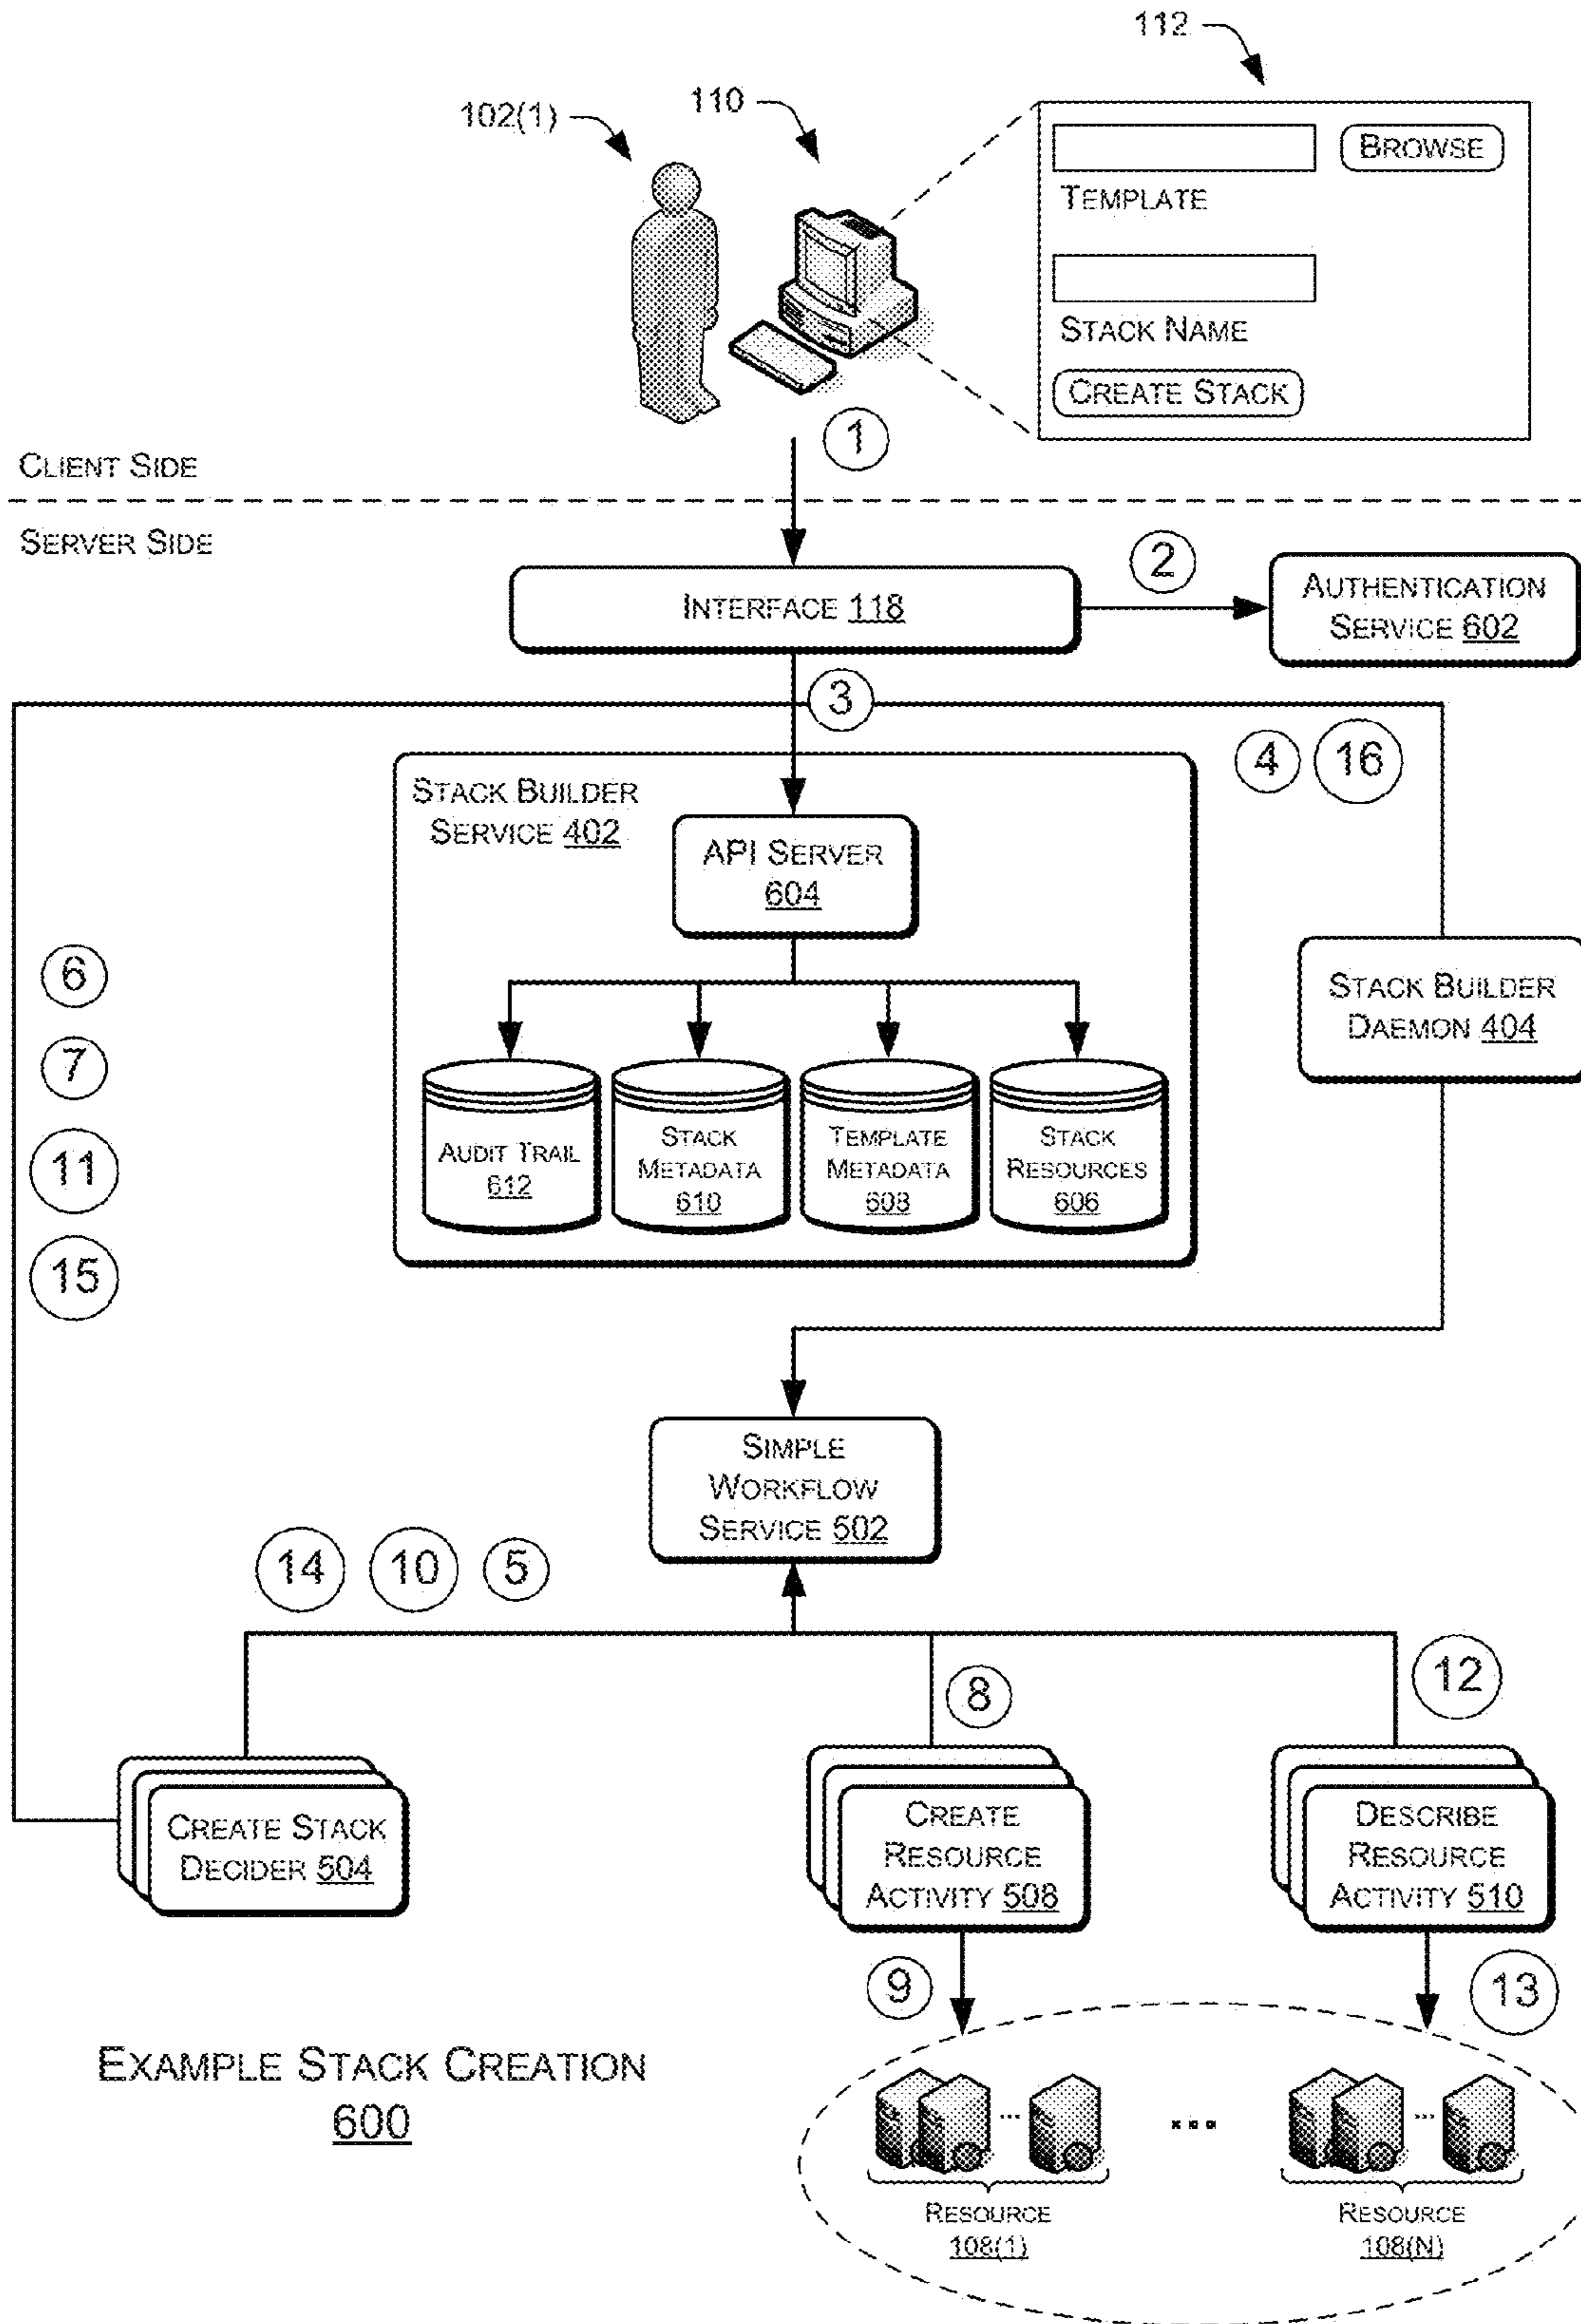 112
102(1)
110
BROWSE
TEMPLATE
STACK NAME
CREATE STACK
1
CLIENT SIDE
SERVER SIDE
INTERFACE 118
2
AUTHENTICATION
SERVICE 602
3
4
16
STACK BUILDER
SERVICE 402
API SERVER
604
6
7
11
15
STACK BUILDER
DAEMON 404
AUDIT TRAIL
612
STACK
METADATA
610
TEMPLATE
METADATA
608
STACK
RESOURCES
606
SIMPLE
WORKFLOW
SERVICE 502
14
10
5
8
12
CREATE STACK
DECIDER 504
CREATE
RESOURCE
ACTIVITY 508
DESCRIBE
RESOURCE
ACTIVITY 510
9
13
EXAMPLE STACK CREATION
600
...
...
...
RESOURCE
108(1)
RESOURCE
108(N)